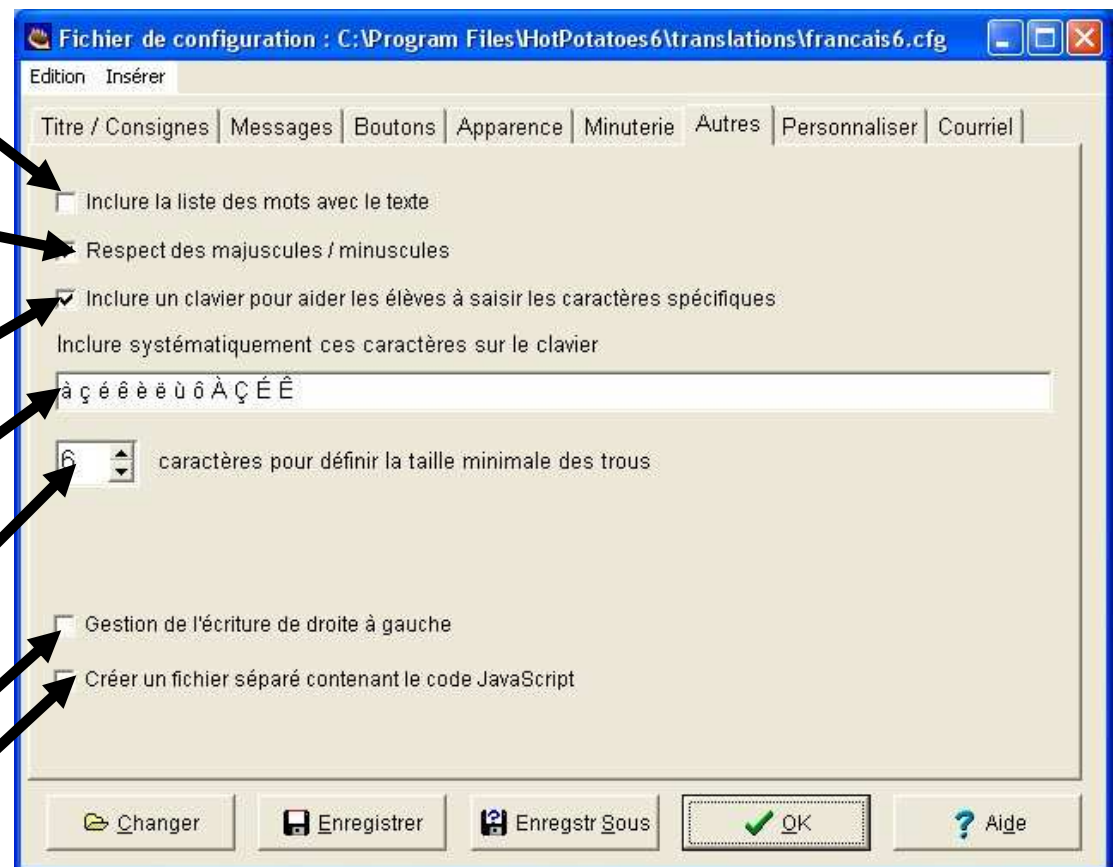 Fichier de configuration : C:\Program Files\HotPotatoes6\translations\francais6.cfg
Edition Insérer
Titre / Consignes Messages Boutons Apparence Minuterie Autres Personnaliser Courriel
Inclure la liste des mots avec le texte
Respect des majuscules / minuscules
Inclure un clavier pour aider les élèves à saisir les caractères spécifiques
Inclure systématiquement ces caractères sur le clavier
à ç é ê è ë ù ô À Ç É Ê
6 caractères pour définir la taille minimale des trous
Gestion de l'écriture de droite à gauche
Créer un fichier séparé contenant le code JavaScript
Changer Enregistrer Enregstr Sous OK Aide